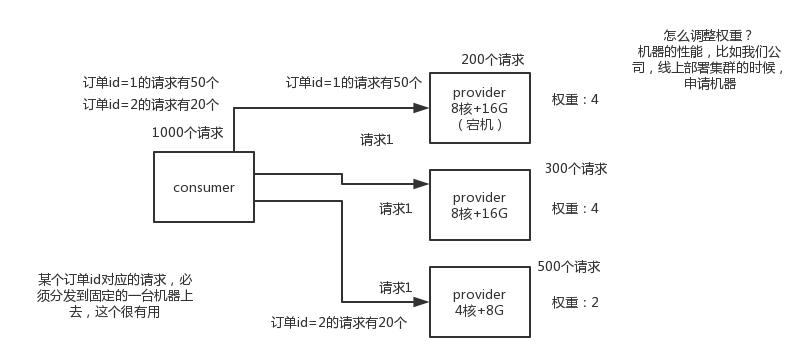 怎么调整权重？
机器的性能，比如我们公
司，线上部署集群的时候，
申请机器
200个请求
订单id=1的请求有50个
订单id=1的请求有50个
订单id=2的请求有20个
provider
8核+16G
（宕机）
权重：4
1000个请求
请求1
consumer
300个请求
provider
8核+16G
权重：4
请求1
500个请求
某个订单id对应的请求，必
须分发到固定的一台机器上
去，这个很有用
请求1
provider
4核+8G
权重：2
订单id=2的请求有20个